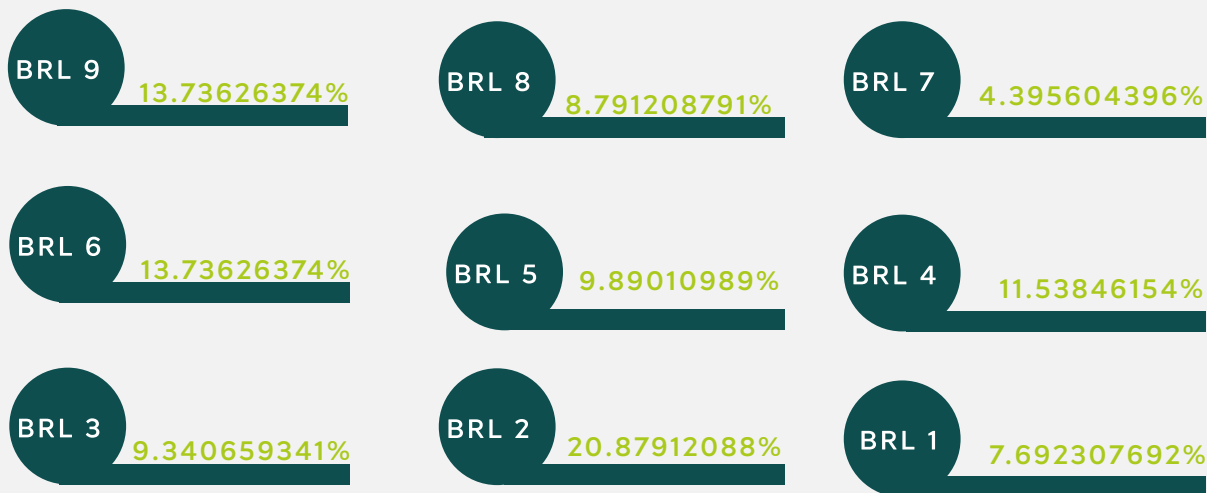 BRL 9
13.73626374%
BRL 8
8.791208791%
BRL 7
4.395604396%
BRL 6
13.73626374%
BRL 5
9.89010989%
BRL 4
11.53846154%
BRL 3
9.340659341%
BRL 2
20.87912088%
BRL 1
7.692307692%